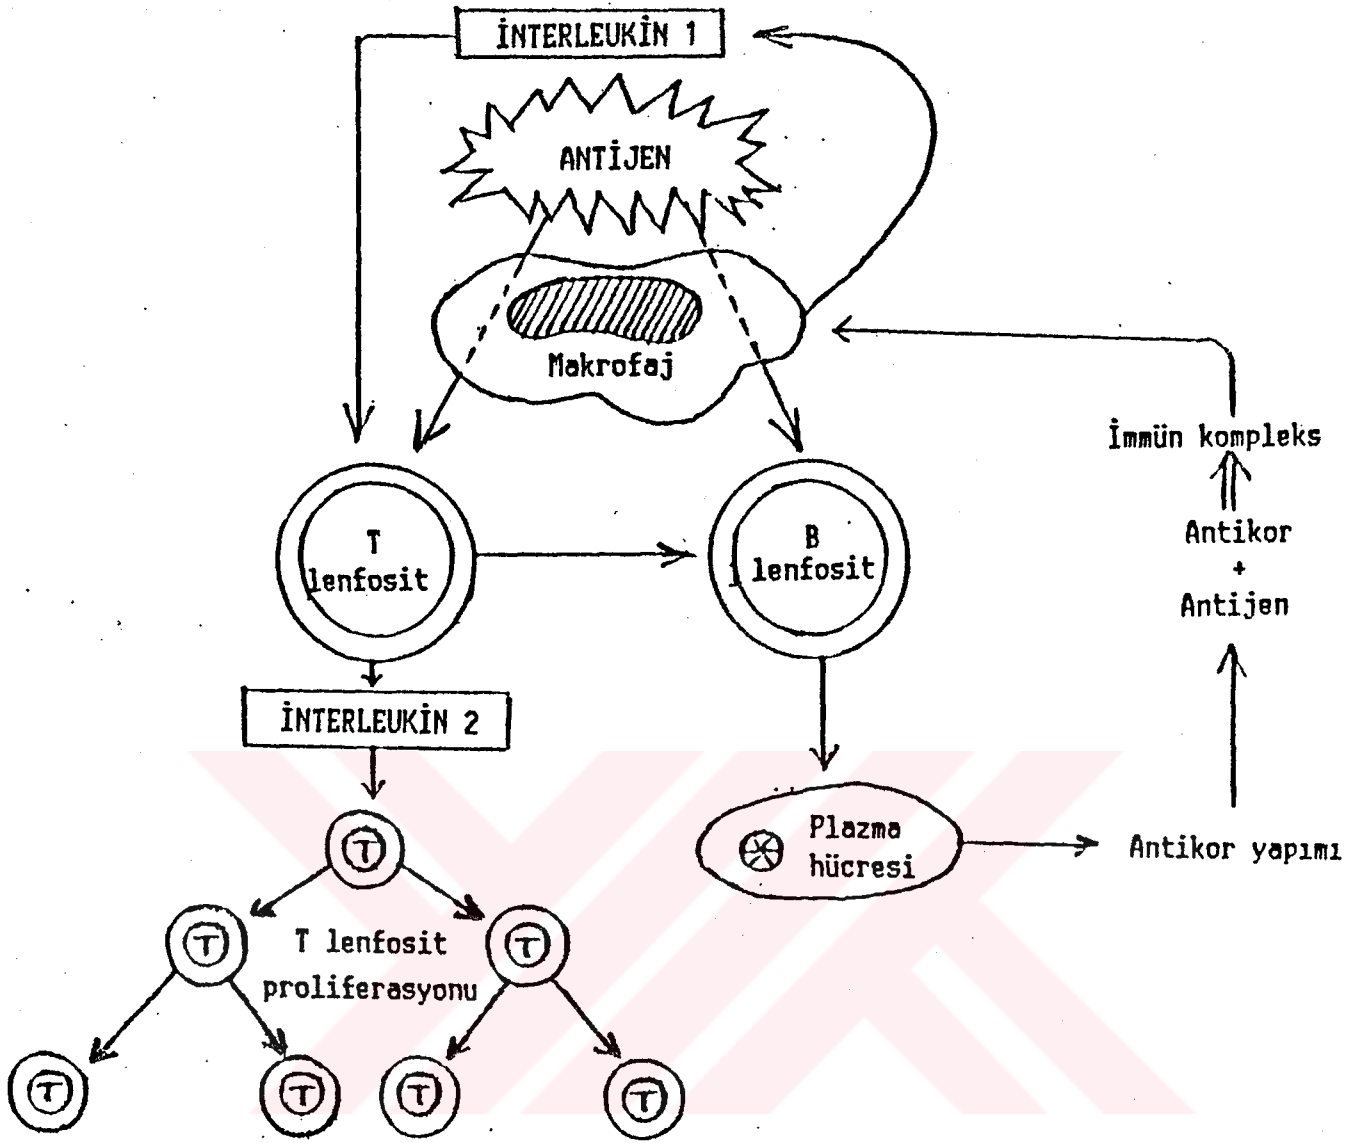 İNTERLEUKİN 1
ANTİJEN
Makrofaj
İmmün kompleks
Antikor
+
Antijen
T
lenfosit
B
lenfosit
İNTERLEUKİN 2
Plazma
hücresi
Antikor yapımı
T
T
T lenfosit
proliferasyonu
T
T
T
T
T